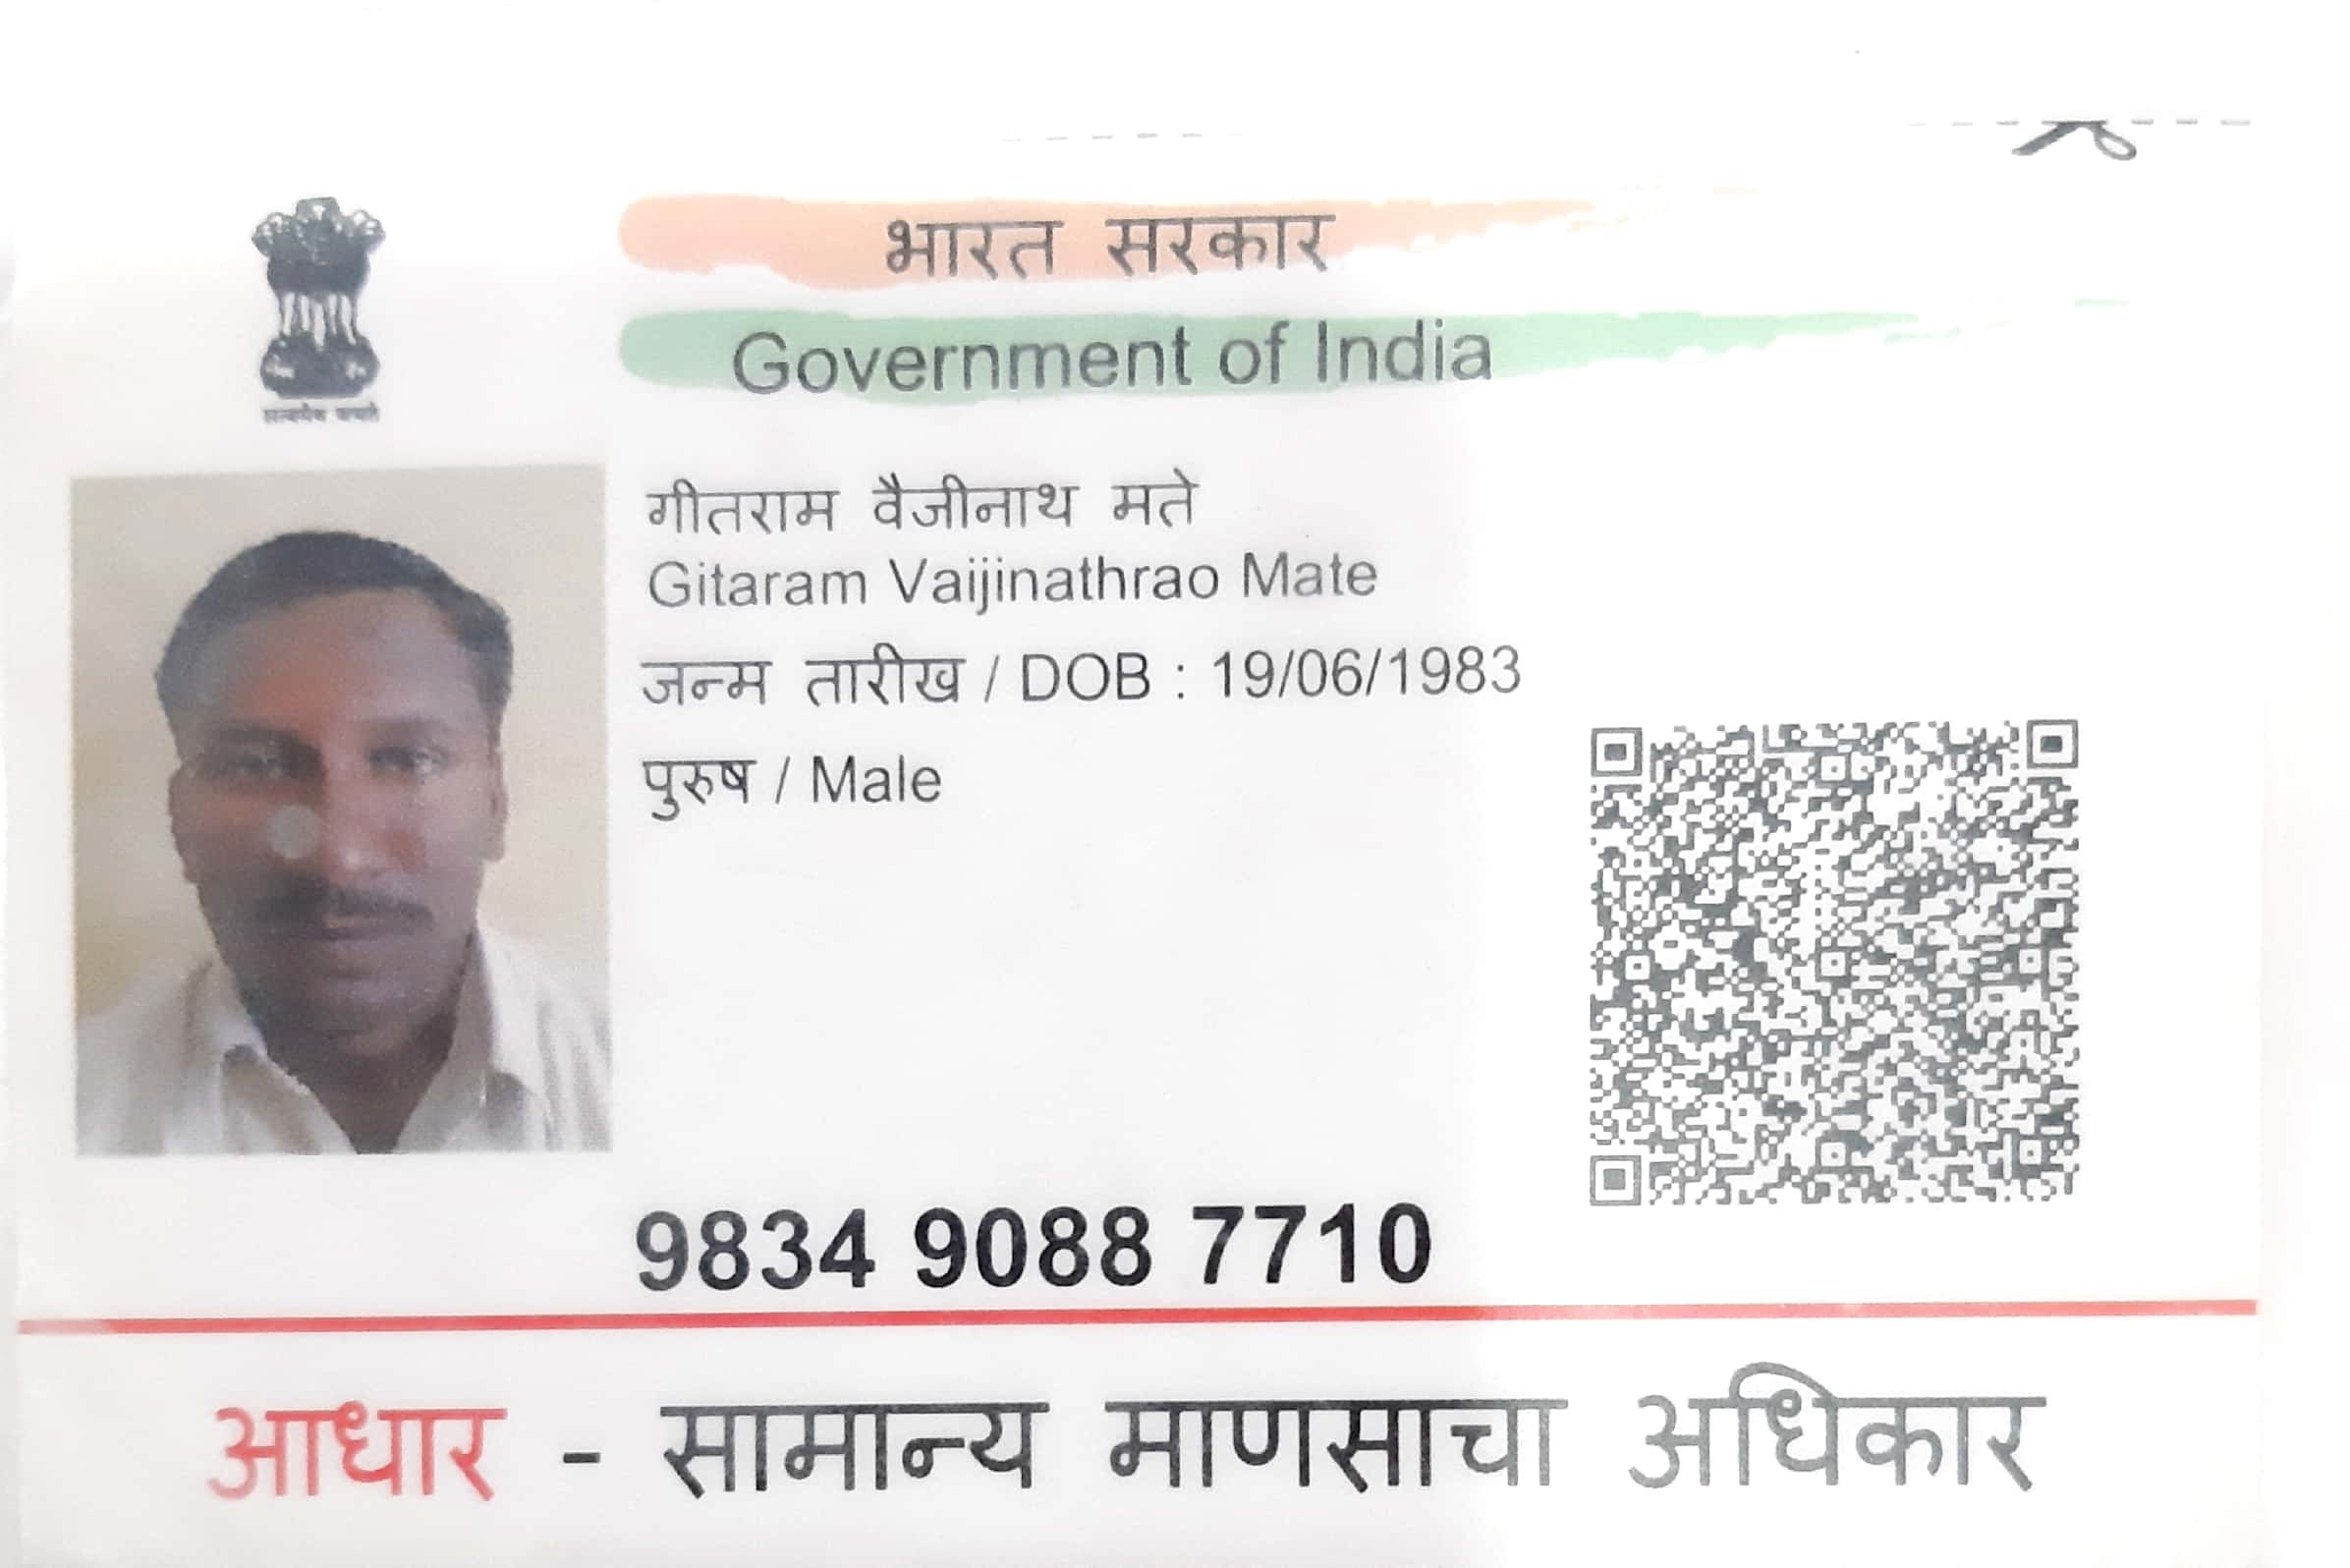 भारत सरकार
Government of India
सत्यमेव जयते
गीतराम वैजीनाथ मते
Gitaram Vaijinathrao Mate
जन्म तारीख / DOB : 19/06/1983
पुरुष / Male
9834 9088 7710
आधार - सामान्य माणसाचा अधिकार